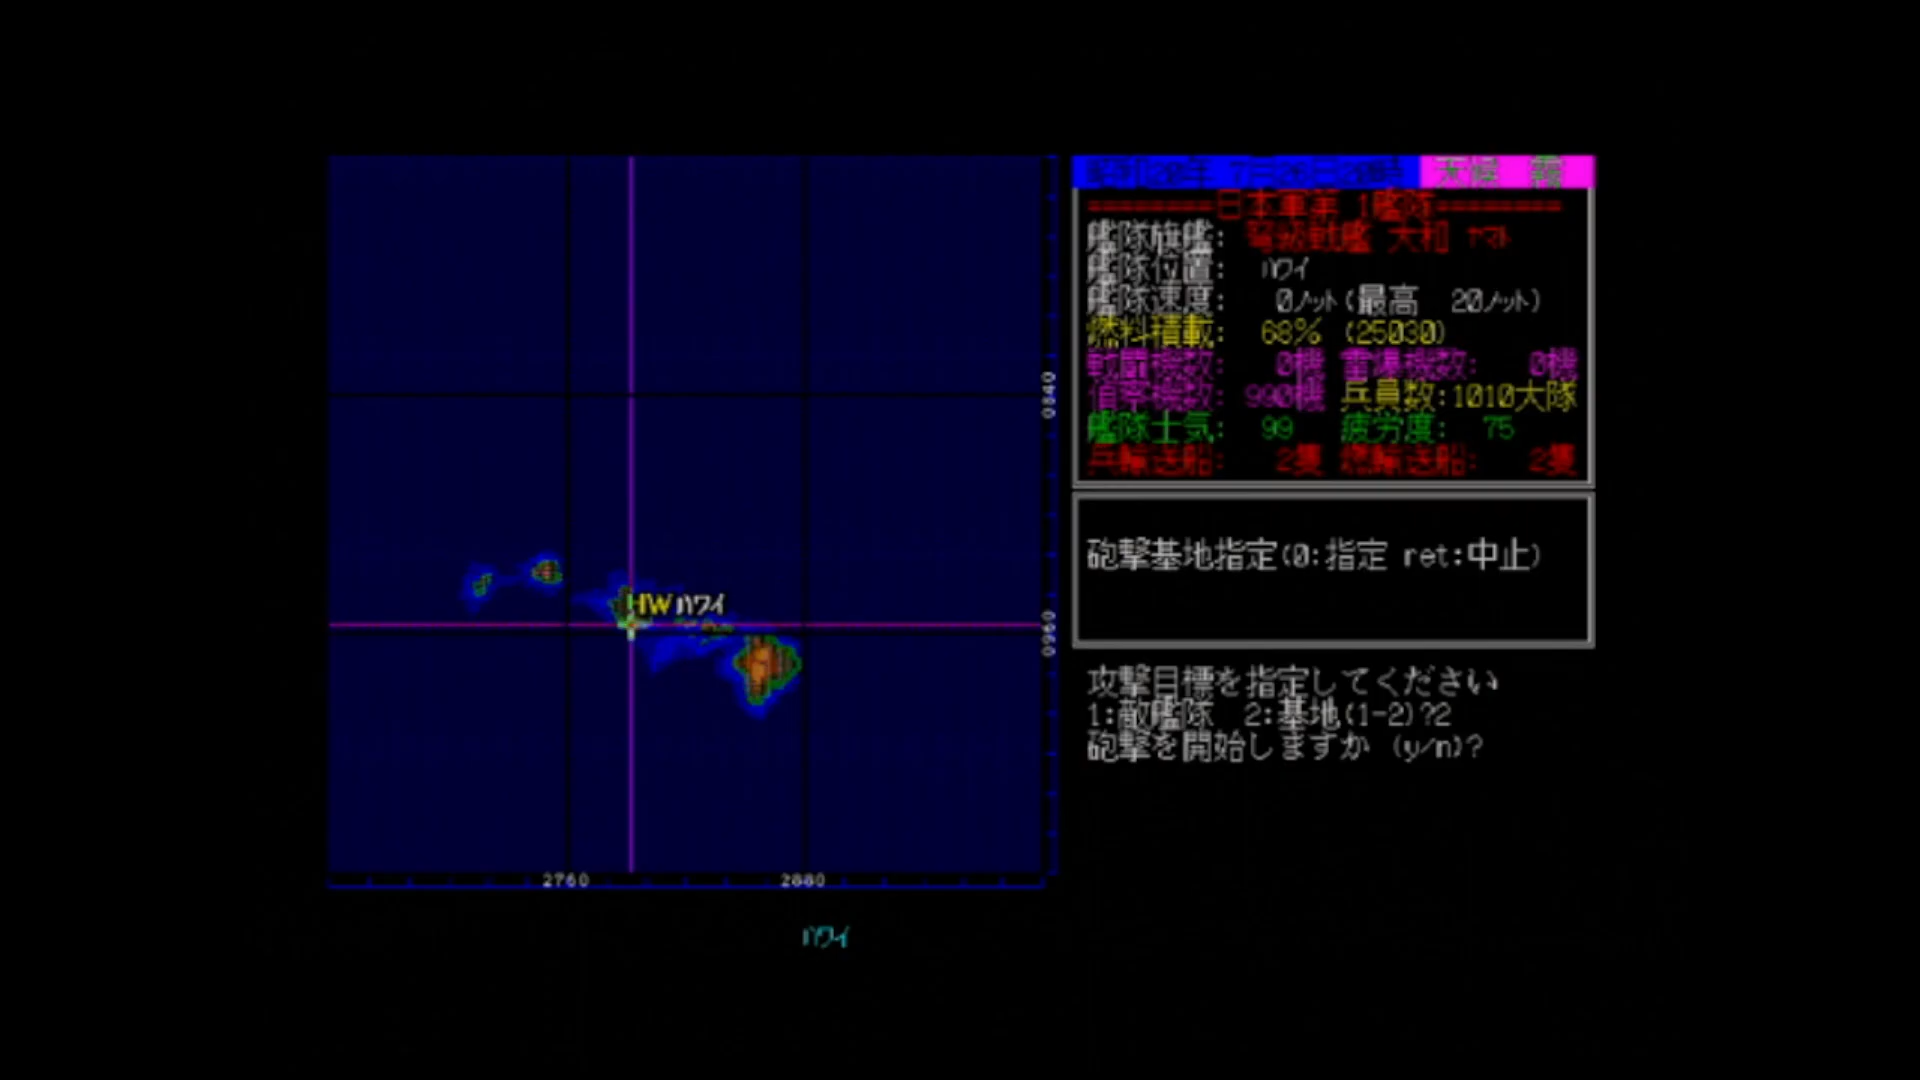 天候 霧
========日本軍第 1艦隊========
艦隊旗艦: 弩級戦艦 大和 ヤマト
艦隊位置: ハワイ
艦隊速度: 0ノット(最高 20ノット)
燃料積載: 68% (25030)
戦闘機数: 0機 雷爆機数: 0機
偵察機数: 990機 兵員数:1010大隊
艦隊士気: 99 疲労度: 75
兵輸送船: 2隻 燃輸送船: 2隻
砲撃基地指定(0:指定 ret:中止)
攻撃目標を指定してください
1:敵艦隊 2:基地(1-2)?2
砲撃を開始しますか (y/n)?
0840
HW ハワイ
0960
2760 2880
ハワイ